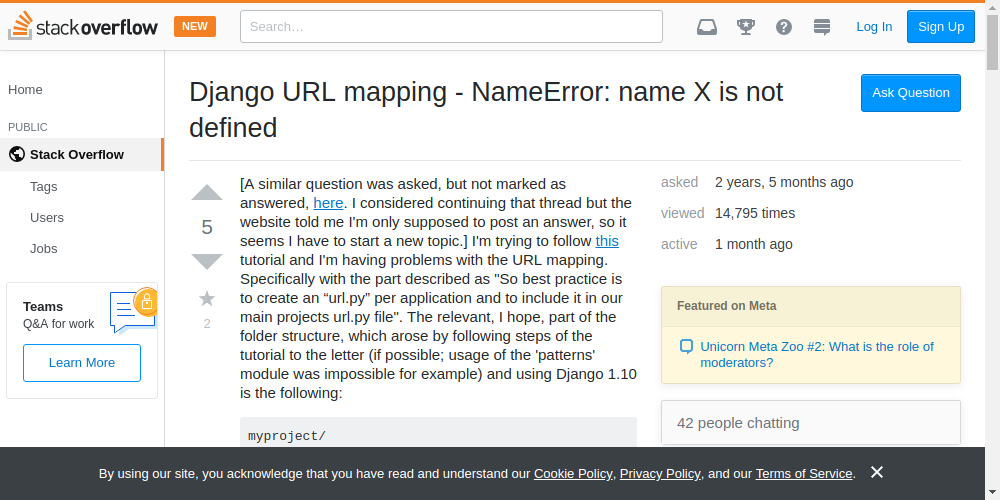 stackoverflow
NEW
Search…
Log In
Sign Up
Home
PUBLIC
Stack Overflow
Tags
Users
Jobs
Teams
Q&A for work
Learn More
Django URL mapping - NameError: name X is not
defined
Ask Question
5
2
[A similar question was asked, but not marked as
answered, here. I considered continuing that thread but the
website told me I'm only supposed to post an answer, so it
seems I have to start a new topic.] I'm trying to follow this
tutorial and I'm having problems with the URL mapping.
Specifically with the part described as "So best practice is
to create an “url.py” per application and to include it in our
main projects url.py file". The relevant, I hope, part of the
folder structure, which arose by following steps of the
tutorial to the letter (if possible; usage of the 'patterns'
module was impossible for example) and using Django 1.10
is the following:
myproject/
asked 2 years, 5 months ago
viewed 14,795 times
active 1 month ago
Featured on Meta
Unicorn Meta Zoo #2: What is the role of
moderators?
42 people chatting
By using our site, you acknowledge that you have read and understand our Cookie Policy, Privacy Policy, and our Terms of Service.